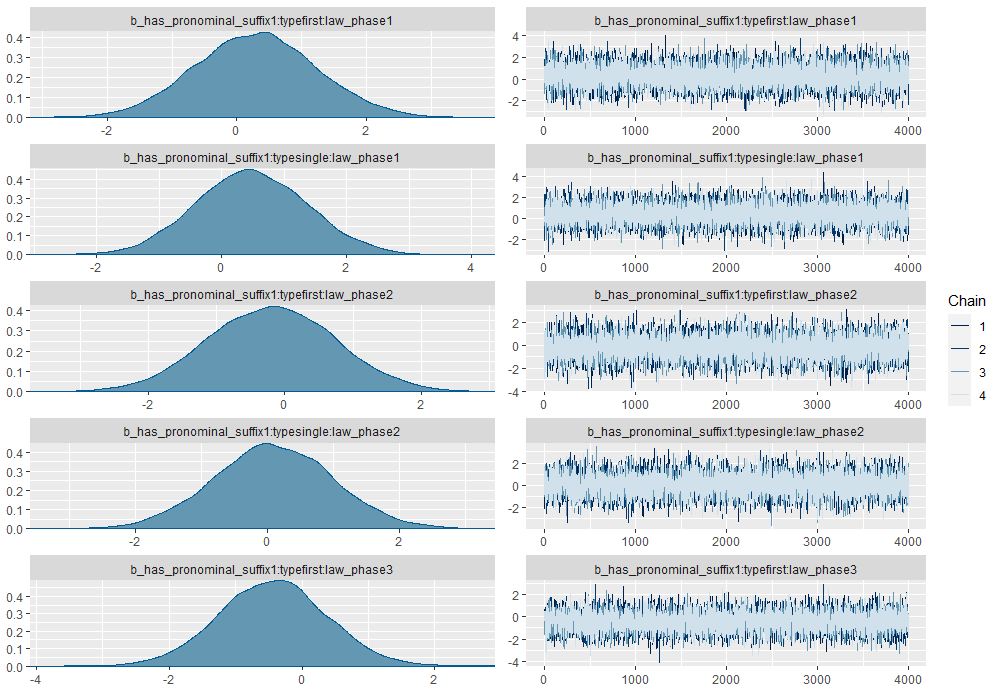 b_has_pronominal_suffix1:typefirst:law_phase1
0.4
0.3
0.2
0.1
0.0
-2 0 2
b_has_pronominal_suffix1:typefirst:law_phase1
4
2
0
-2
0 1000 2000 3000 4000
b_has_pronominal_suffix1:typesingle:law_phase1
0.4
0.3
0.2
0.1
0.0
-2 0 2 4
b_has_pronominal_suffix1:typesingle:law_phase1
4
2
0
-2
0 1000 2000 3000 4000
b_has_pronominal_suffix1:typefirst:law_phase2
0.4
0.3
0.2
0.1
0.0
-2 0 2
b_has_pronominal_suffix1:typefirst:law_phase2
2
0
-2
-4
0 1000 2000 3000 4000
b_has_pronominal_suffix1:typesingle:law_phase2
0.4
0.3
0.2
0.1
0.0
-2 0 2
b_has_pronominal_suffix1:typesingle:law_phase2
2
0
-2
0 1000 2000 3000 4000
b_has_pronominal_suffix1:typefirst:law_phase3
0.4
0.3
0.2
0.1
0.0
-4 -2 0 2
b_has_pronominal_suffix1:typefirst:law_phase3
2
0
-2
-4
0 1000 2000 3000 4000
Chain
1
2
3
4